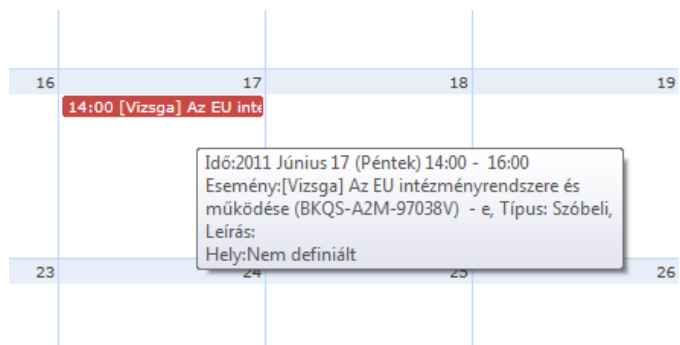 16 17 18 19
14:00 [Vizsga] Az EU inté
Idő:2011 Június 17 (Péntek) 14:00 - 16:00
Esemény:[Vizsga] Az EU intézményrendszere és
működése (BKQS-A2M-97038V) - e, Típus: Szóbeli,
Leírás:
Hely:Nem definiált
23 24 25 26